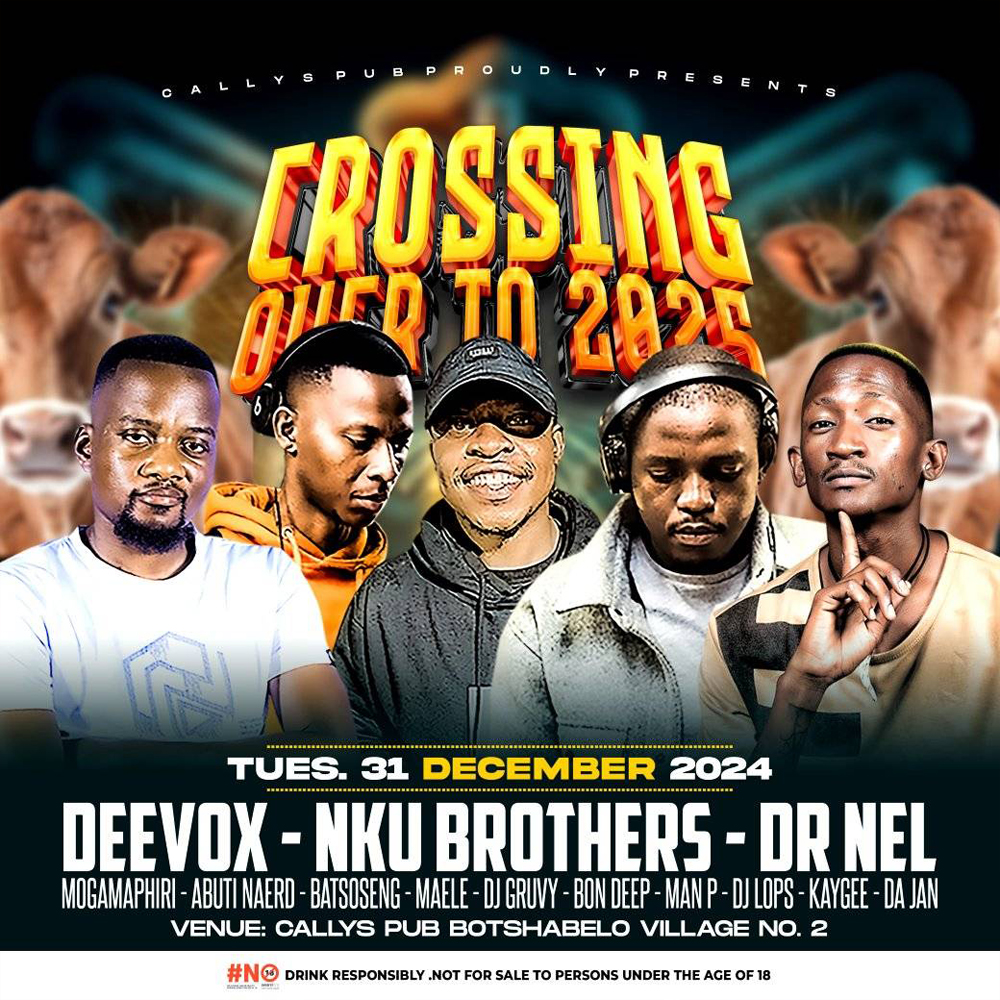 CALLYS PUB PROUDLY PRESENTS
CROSSING
OVER TO 2025
TUES. 31 DECEMBER 2024
DEEVOX - NKU BROTHERS - DR NEL
MOGAMAPHIRI - ABUTI NAERD - BATSOSENG - MAELE - DJ GRUVY - BON DEEP - MAN P - DJ LOPS - KAYGEE - DA JAN
VENUE: CALLYS PUB BOTSHABELO VILLAGE NO. 2
#NO 18 DRINK RESPONSIBLY .NOT FOR SALE TO PERSONS UNDER THE AGE OF 18